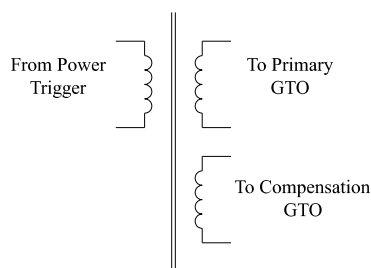 From Power
Trigger
To Primary
GTO
To Compensation
GTO